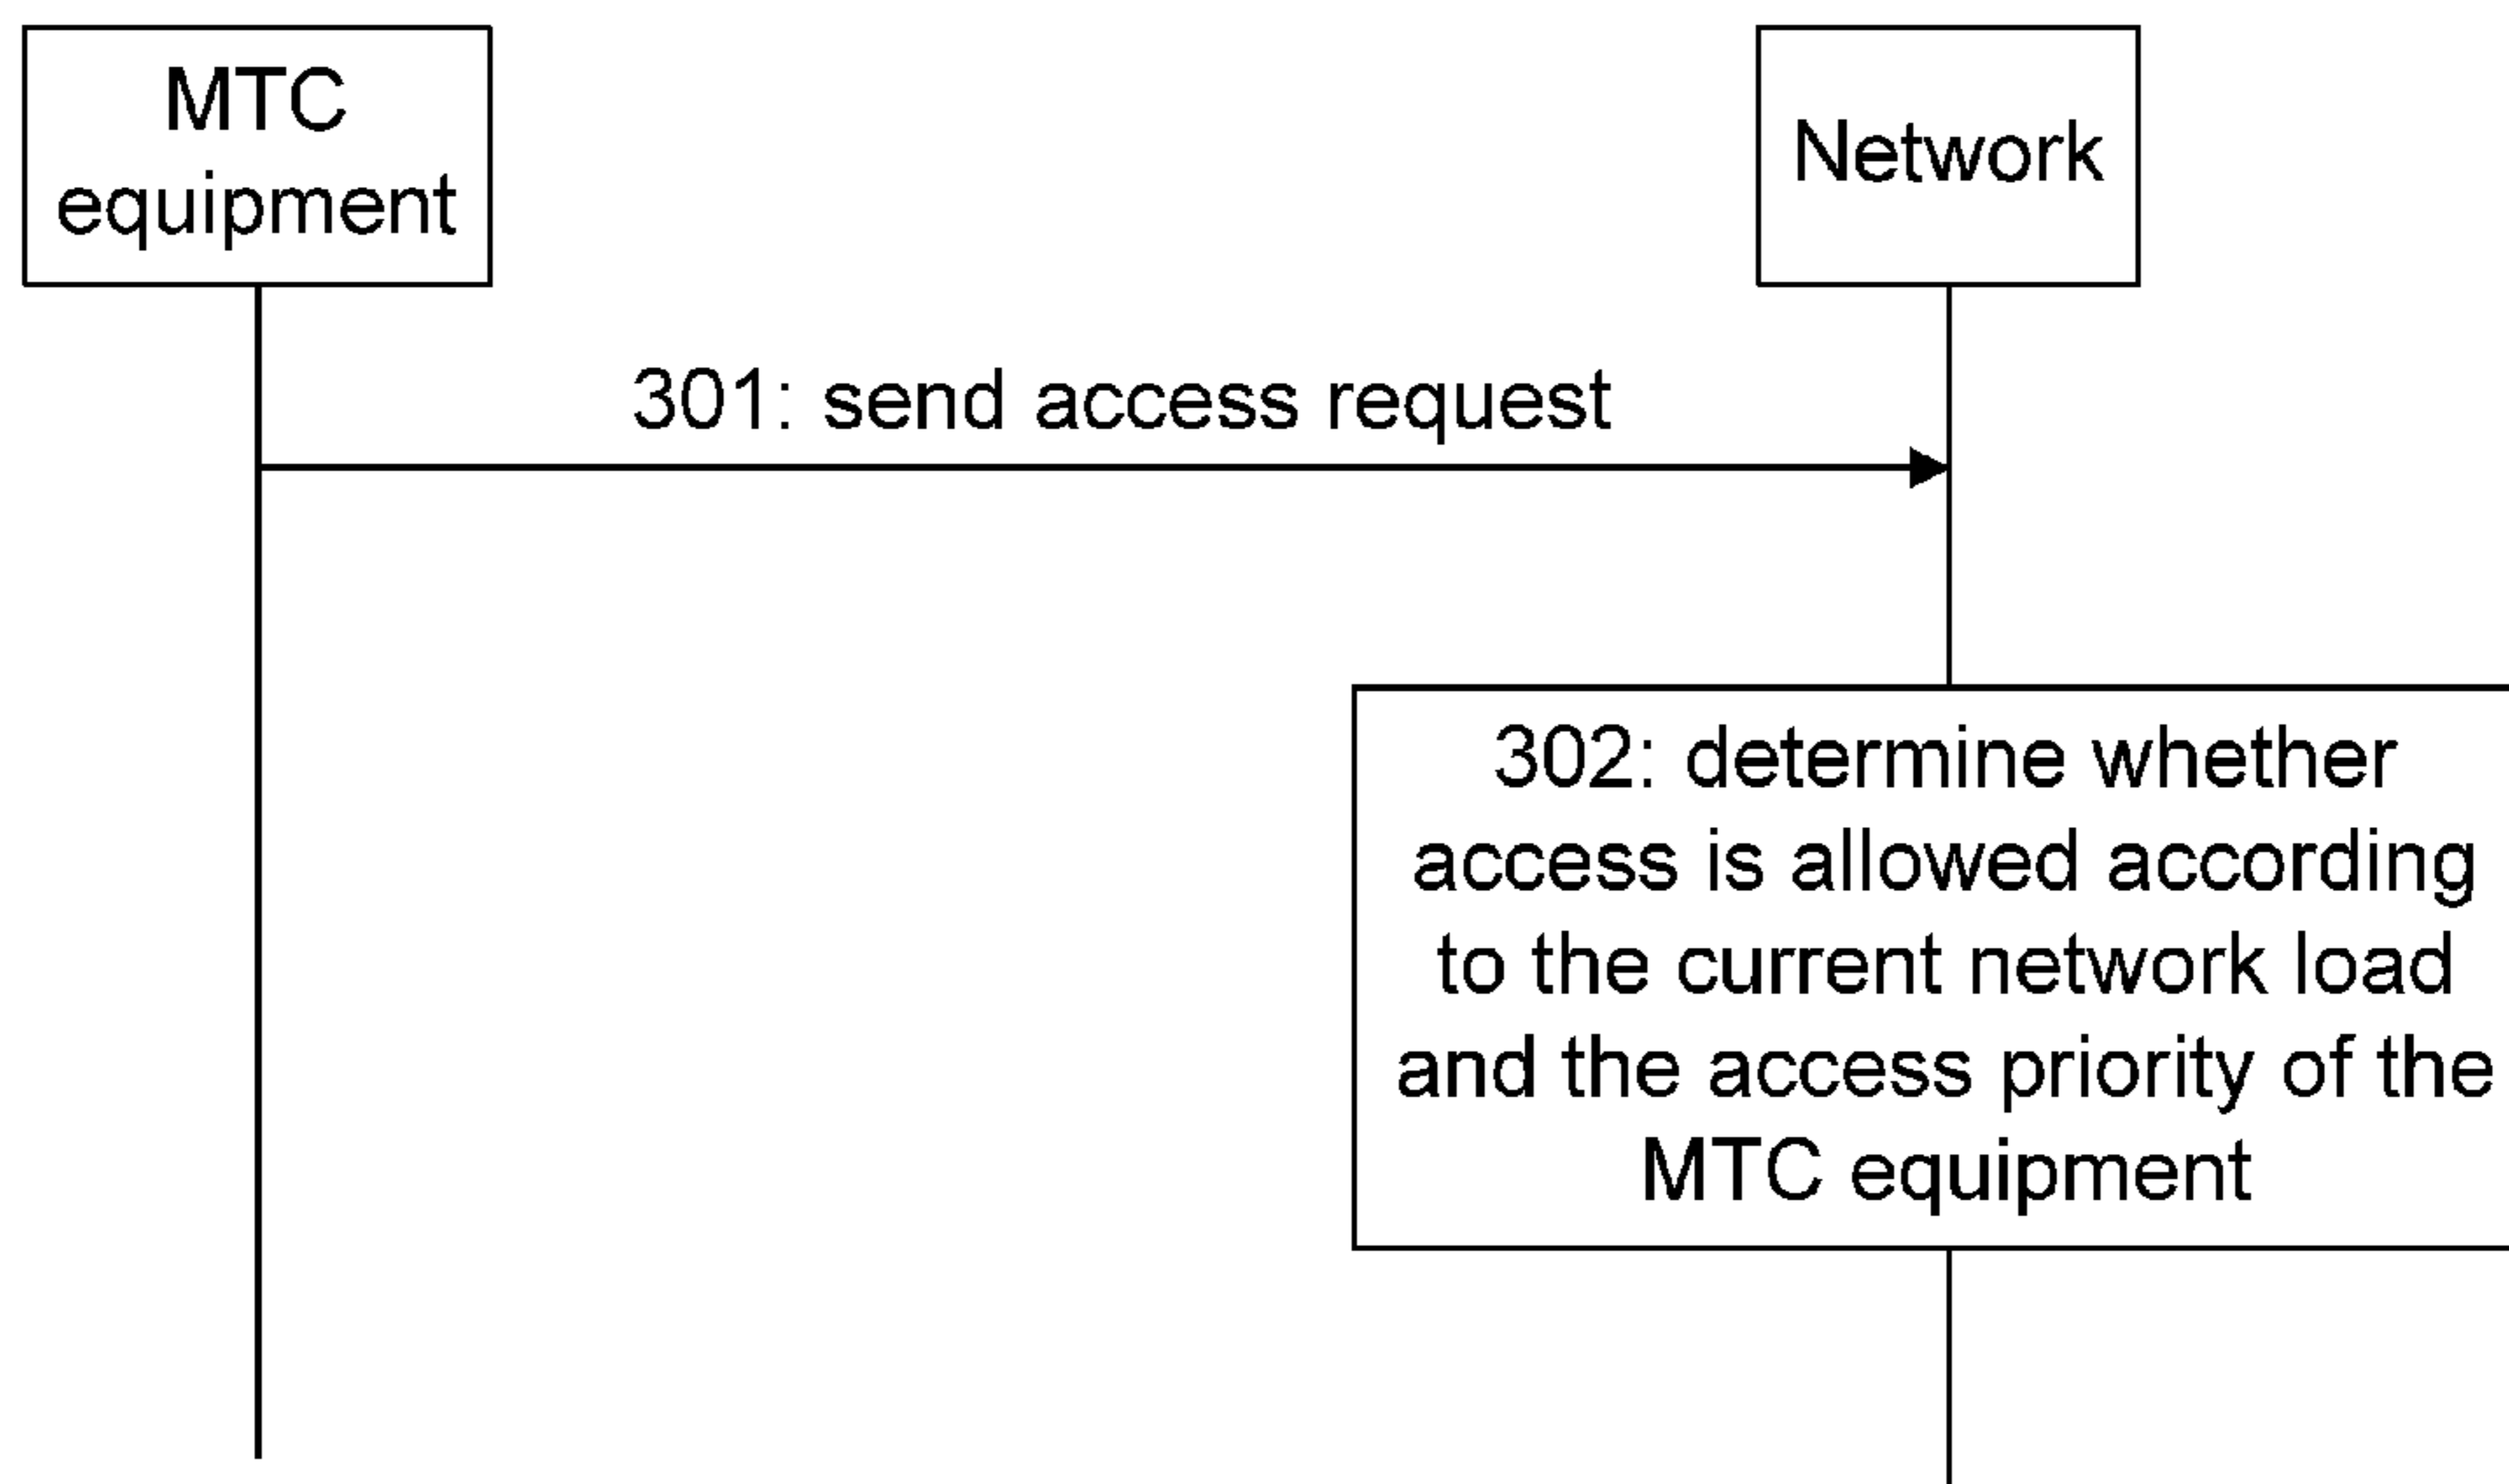 MTC
equipment
Network
301: send access request
302: determine whether
access is allowed according
to the current network load
and the access priority of the
MTC equipment